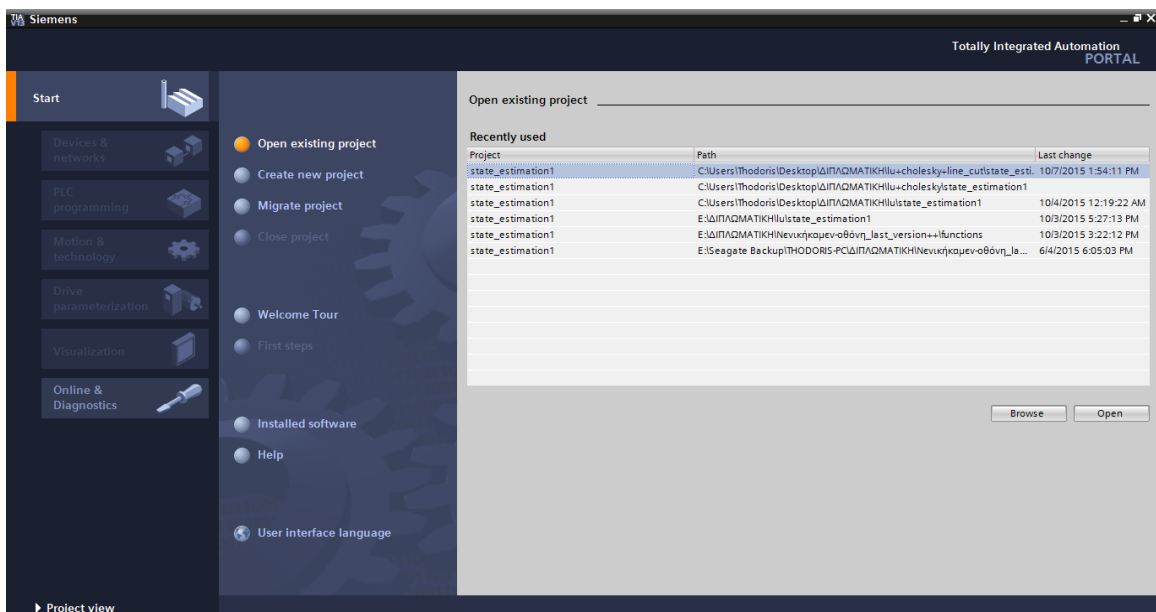 Siemens
Totally Integrated Automation
PORTAL
Start
Devices &
networks
PLC
programming
Motion &
technology
Drive
parameterization
Visualization
Online &
Diagnostics
Project view
Open existing project
Create new project
Migrate project
Close project
Welcome Tour
First steps
Installed software
Help
User interface language
Open existing project
Recently used
Project Path Last change
state_estimation1 C:\Users\Thodoris\Desktop\ΔΙΠΛΩΜΑΤΙΚΗ\lu+cholesky+line_cut\state_esti. 10/7/2015 1:54:11 PM
state_estimation1 C:\Users\Thodoris\Desktop\ΔΙΠΛΩΜΑΤΙΚΗ\lu+cholesky\state_estimation1
state_estimation1 C:\Users\Thodoris\Desktop\ΔΙΠΛΩΜΑΤΙΚΗ\lu\state_estimation1 10/4/2015 12:19:22 AM
state_estimation1 E:\ΔΙΠΛΩΜΑΤΙΚΗ\lu\state_estimation1 10/3/2015 5:27:13 PM
state_estimation1 E:\ΔΙΠΛΩΜΑΤΙΚΗ\Νενικήκαμεν-οθόνη_last_version++\functions 10/3/2015 3:22:12 PM
state_estimation1 E:\Seagate Backup\THODORIS-PC\ΔΙΠΛΩΜΑΤΙΚΗ\Νενικήκαμεν-οθόνη_la... 6/4/2015 6:05:03 PM
Browse Open